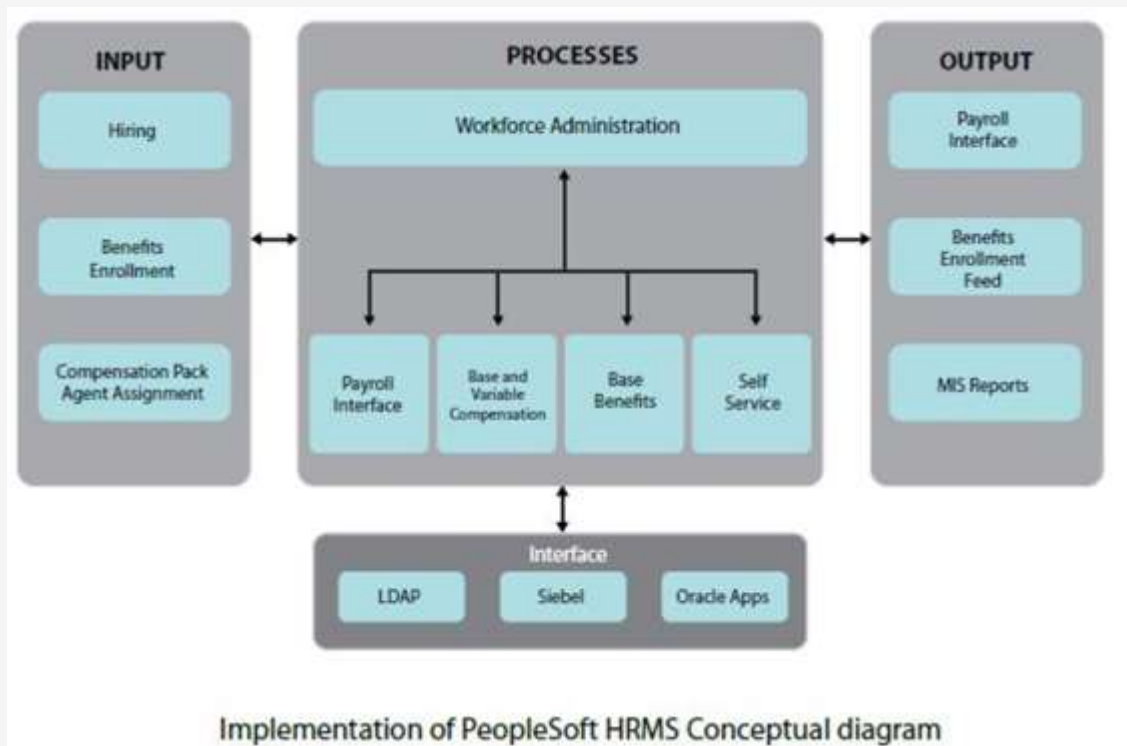 INPUT
Hiring
Benefits
Enrollment
Compensation Pack
Agent Assignment
PROCESSES
Workforce Administration
Payroll
Interface
Base and
Variable
Compensation
Base
Benefits
Self
Service
OUTPUT
Payroll
Interface
Benefits
Enrollment
Feed
MIS Reports
Interface
LDAP
Siebel
Oracle Apps
Implementation of PeopleSoft HRMS Conceptual diagram